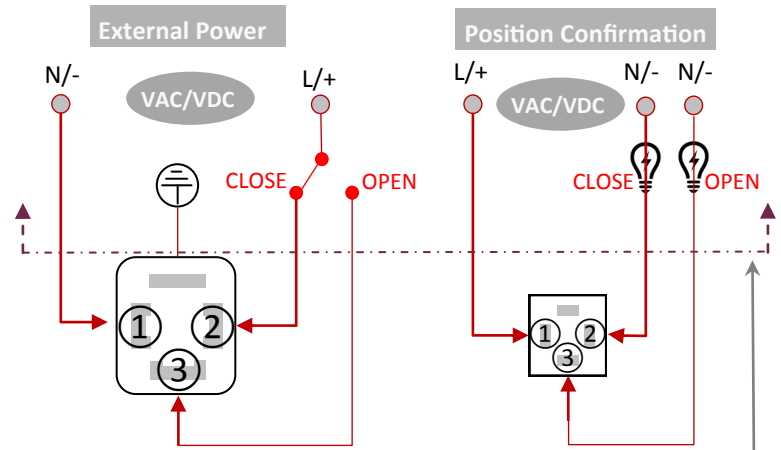 External Power
Position Confirmation
N/-
VAC/VDC
L/+
L/+
VAC/VDC
N/-
N/-
CLOSE
OPEN
CLOSE
OPEN
1
2
3
1
2
3